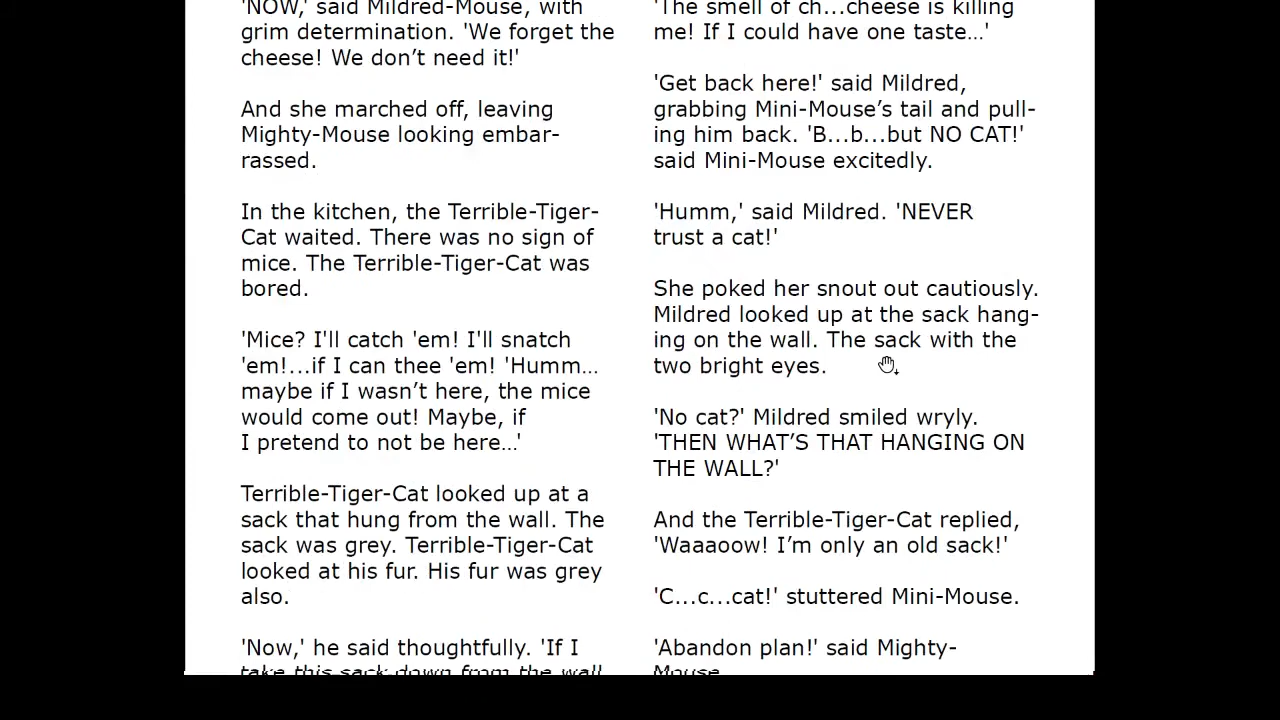 'NOW,' said Mildred-Mouse, with
grim determination. 'We forget the
cheese! We don’t need it!'
And she marched off, leaving
Mighty-Mouse looking embar-
rassed.
In the kitchen, the Terrible-Tiger-
Cat waited. There was no sign of
mice. The Terrible-Tiger-Cat was
bored.
'Mice? I'll catch 'em! I'll snatch
'em!...if I can thee 'em! 'Humm...
maybe if I wasn’t here, the mice
would come out! Maybe, if
I pretend to not be here...'
Terrible-Tiger-Cat looked up at a
sack that hung from the wall. The
sack was grey. Terrible-Tiger-Cat
looked at his fur. His fur was grey
also.
'Now,' he said thoughtfully. 'If I
take this sack down from the wall
'The smell of ch...cheese is killing
me! If I could have one taste...'
'Get back here!' said Mildred,
grabbing Mini-Mouse’s tail and pull-
ing him back. 'B...b...but NO CAT!'
said Mini-Mouse excitedly.
'Humm,' said Mildred. 'NEVER
trust a cat!'
She poked her snout out cautiously.
Mildred looked up at the sack hang-
ing on the wall. The sack with the
two bright eyes.
'No cat?' Mildred smiled wryly.
'THEN WHAT’S THAT HANGING ON
THE WALL?'
And the Terrible-Tiger-Cat replied,
'Waaaoow! I’m only an old sack!'
'C...c...cat!' stuttered Mini-Mouse.
'Abandon plan!' said Mighty-
Mouse